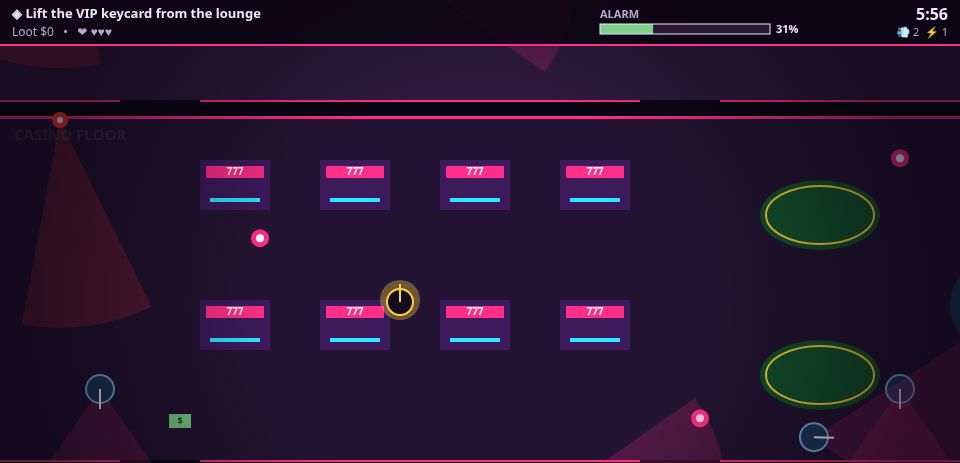 ◈ Lift the VIP keycard from the lounge
Loot $0 • ❤ ♥♥♥
ALARM
31%
5:56
💨 2 ⚡ 1
CASINO FLOOR
777 777 777 777
777 777 777 777
$